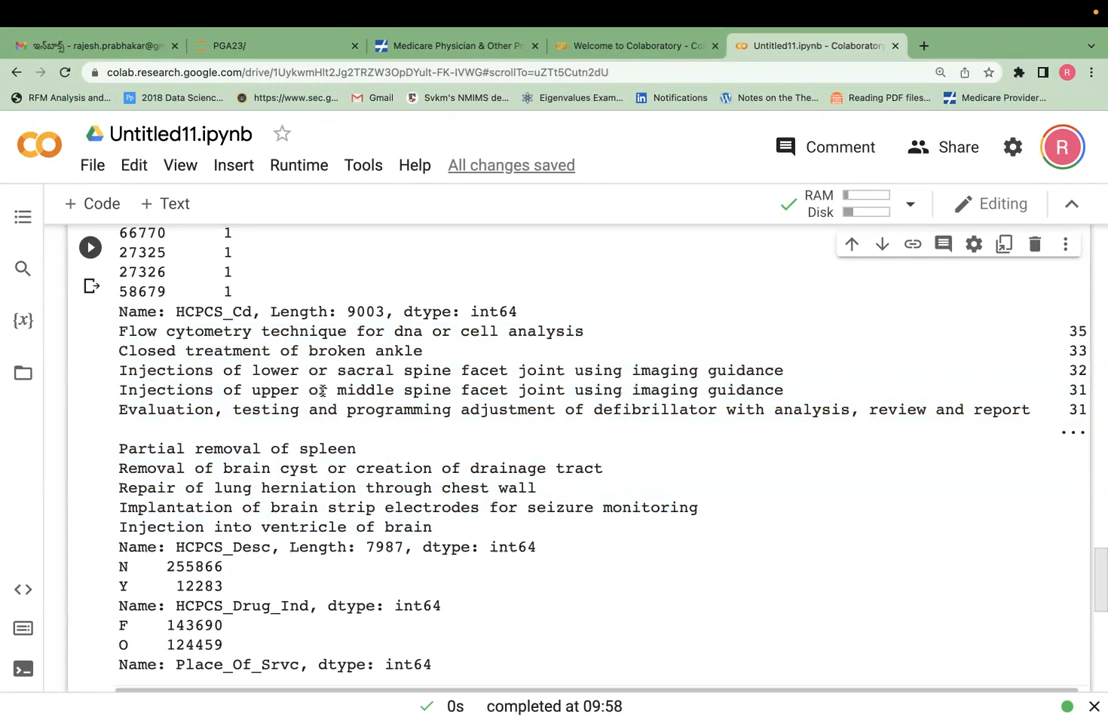 ఇన్‌బాక్స్ - rajesh.prabhakar@gm
PGA23/
Medicare Physician & Other Pr
Welcome to Colaboratory - Col
Untitled11.ipynb - Colaboratory
colab.research.google.com/drive/1UykwmHlt2Jg2TRZW3OpDYult-FK-IVWG#scrollTo=uZTt5Cutn2dU
RFM Analysis and...
2018 Data Scienc...
https://www.sec.g...
Gmail
Svkm's NMIMS de...
Eigenvalues Exam...
Notifications
Notes on the The...
Reading PDF files...
Medicare Provider...
Untitled11.ipynb
Comment
Share
R
File Edit View Insert Runtime Tools Help All changes saved
+ Code + Text
RAM
Disk
Editing
66770 1
27325 1
27326 1
58679 1
Name: HCPCS_Cd, Length: 9003, dtype: int64
Flow cytometry technique for dna or cell analysis 35
Closed treatment of broken ankle 33
Injections of lower or sacral spine facet joint using imaging guidance 32
Injections of upper or middle spine facet joint using imaging guidance 31
Evaluation, testing and programming adjustment of defibrillator with analysis, review and report 31
...
Partial removal of spleen
Removal of brain cyst or creation of drainage tract
Repair of lung herniation through chest wall
Implantation of brain strip electrodes for seizure monitoring
Injection into ventricle of brain
Name: HCPCS_Desc, Length: 7987, dtype: int64
N 255866
Y 12283
Name: HCPCS_Drug_Ind, dtype: int64
F 143690
O 124459
Name: Place_Of_Srvc, dtype: int64
0s completed at 09:58